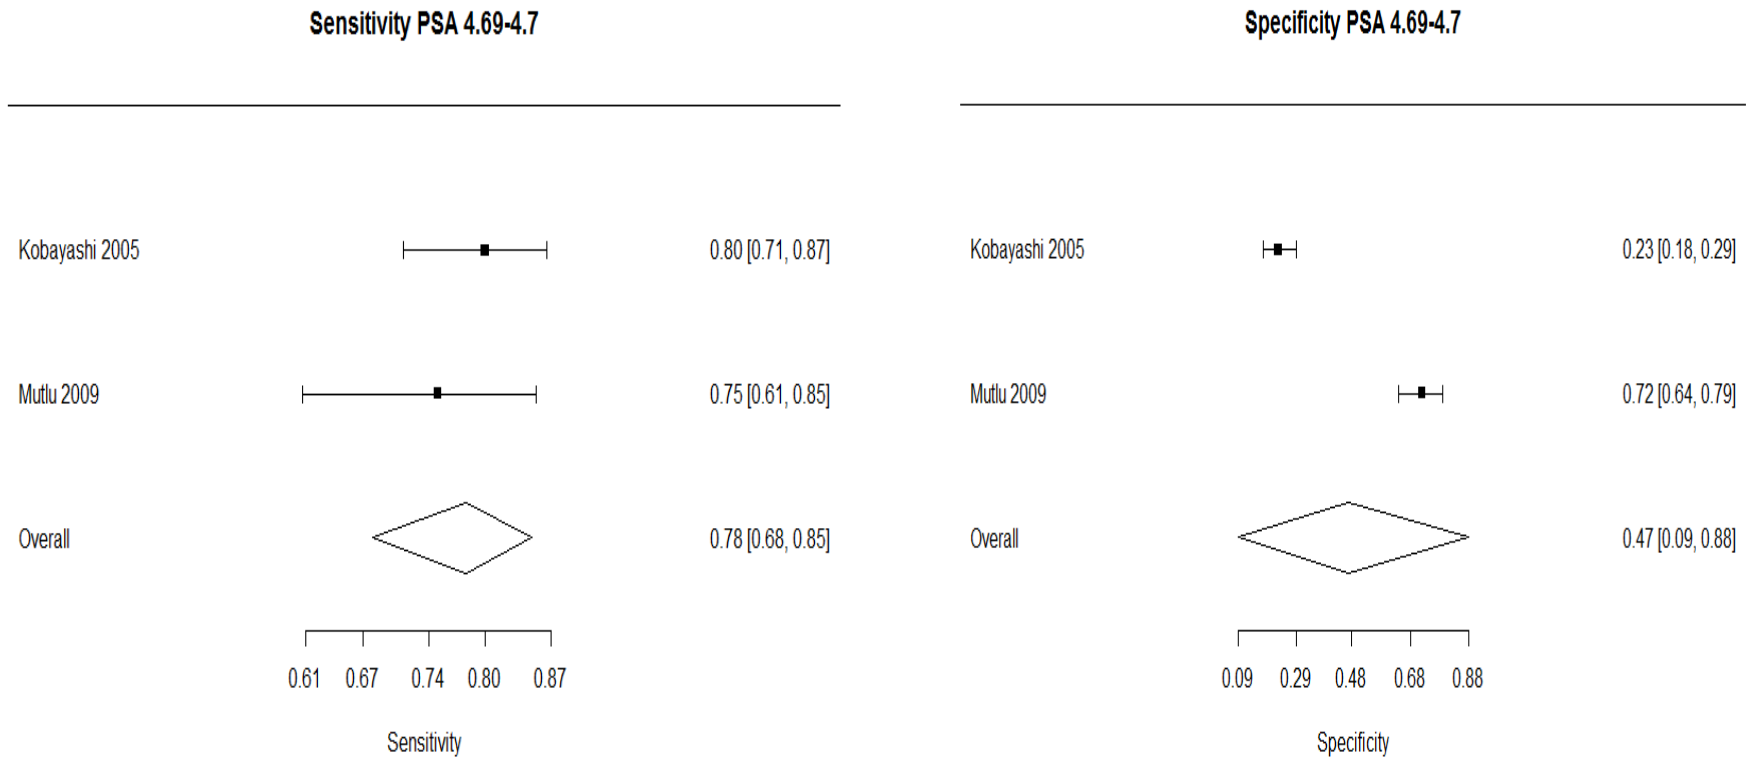 Sensitivity PSA 4.69-4.7
Kobayashi 2005 0.80 [0.71, 0.87]
Mutlu 2009 0.75 [0.61, 0.85]
Overall 0.78 [0.68, 0.85]
0.61 0.67 0.74 0.80 0.87
Sensitivity
Specificity PSA 4.69-4.7
Kobayashi 2005 0.23 [0.18, 0.29]
Mutlu 2009 0.72 [0.64, 0.79]
Overall 0.47 [0.09, 0.88]
0.09 0.29 0.48 0.68 0.88
Specificity